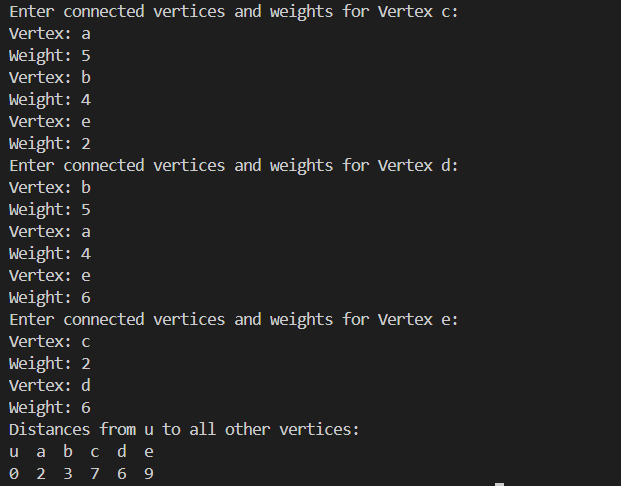 Enter connected vertices and weights for Vertex c:
Vertex: a
Weight: 5
Vertex: b
Weight: 4
Vertex: e
Weight: 2
Enter connected vertices and weights for Vertex d:
Vertex: b
Weight: 5
Vertex: a
Weight: 4
Vertex: e
Weight: 6
Enter connected vertices and weights for Vertex e:
Vertex: c
Weight: 2
Vertex: d
Weight: 6
Distances from u to all other vertices:
u  a  b  c  d  e
0  2  3  7  6  9